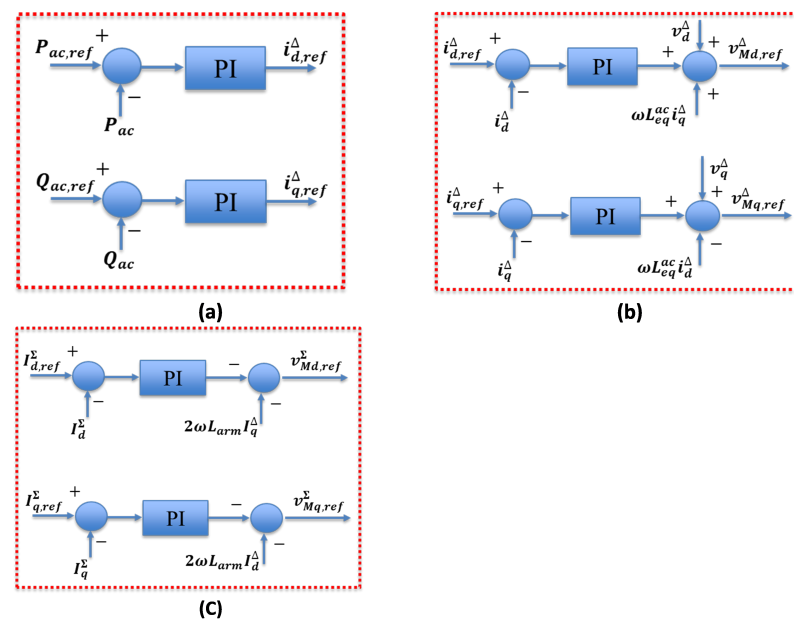 P_{ac,ref} + PI i^Δ_{d,ref}
−
P_{ac}
Q_{ac,ref} + PI i^Δ_{q,ref}
−
Q_{ac}
(a)
v^Δ_d
i^Δ_{d,ref} + PI + + v^Δ_{Md,ref}
− +
i^Δ_d ωL^{ac}_{eq}i^Δ_q
v^Δ_q
i^Δ_{q,ref} + PI + + v^Δ_{Mq,ref}
− −
i^Δ_q ωL^{ac}_{eq}i^Δ_d
(b)
I^Σ_{d,ref} + PI − v^Σ_{Md,ref}
− −
I^Σ_d 2ωL_{arm}I^Δ_q
I^Σ_{q,ref} + PI − v^Σ_{Mq,ref}
− −
I^Σ_q 2ωL_{arm}I^Δ_d
(C)